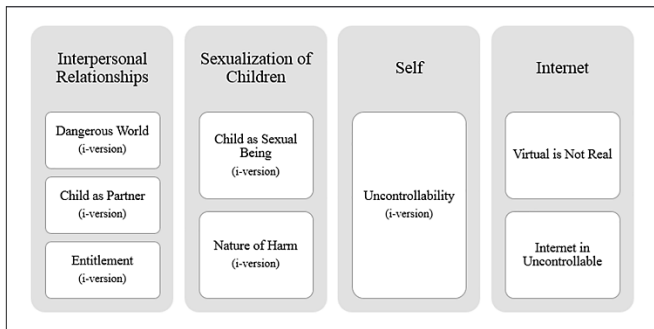 Interpersonal
Relationships
Dangerous World
(i-version)
Child as Partner
(i-version)
Entitlement
(i-version)
Sexualization of
Children
Child as Sexual
Being
(i-version)
Nature of Harm
(i-version)
Self
Uncontrollability
(i-version)
Internet
Virtual is Not Real
Internet in
Uncontrollable